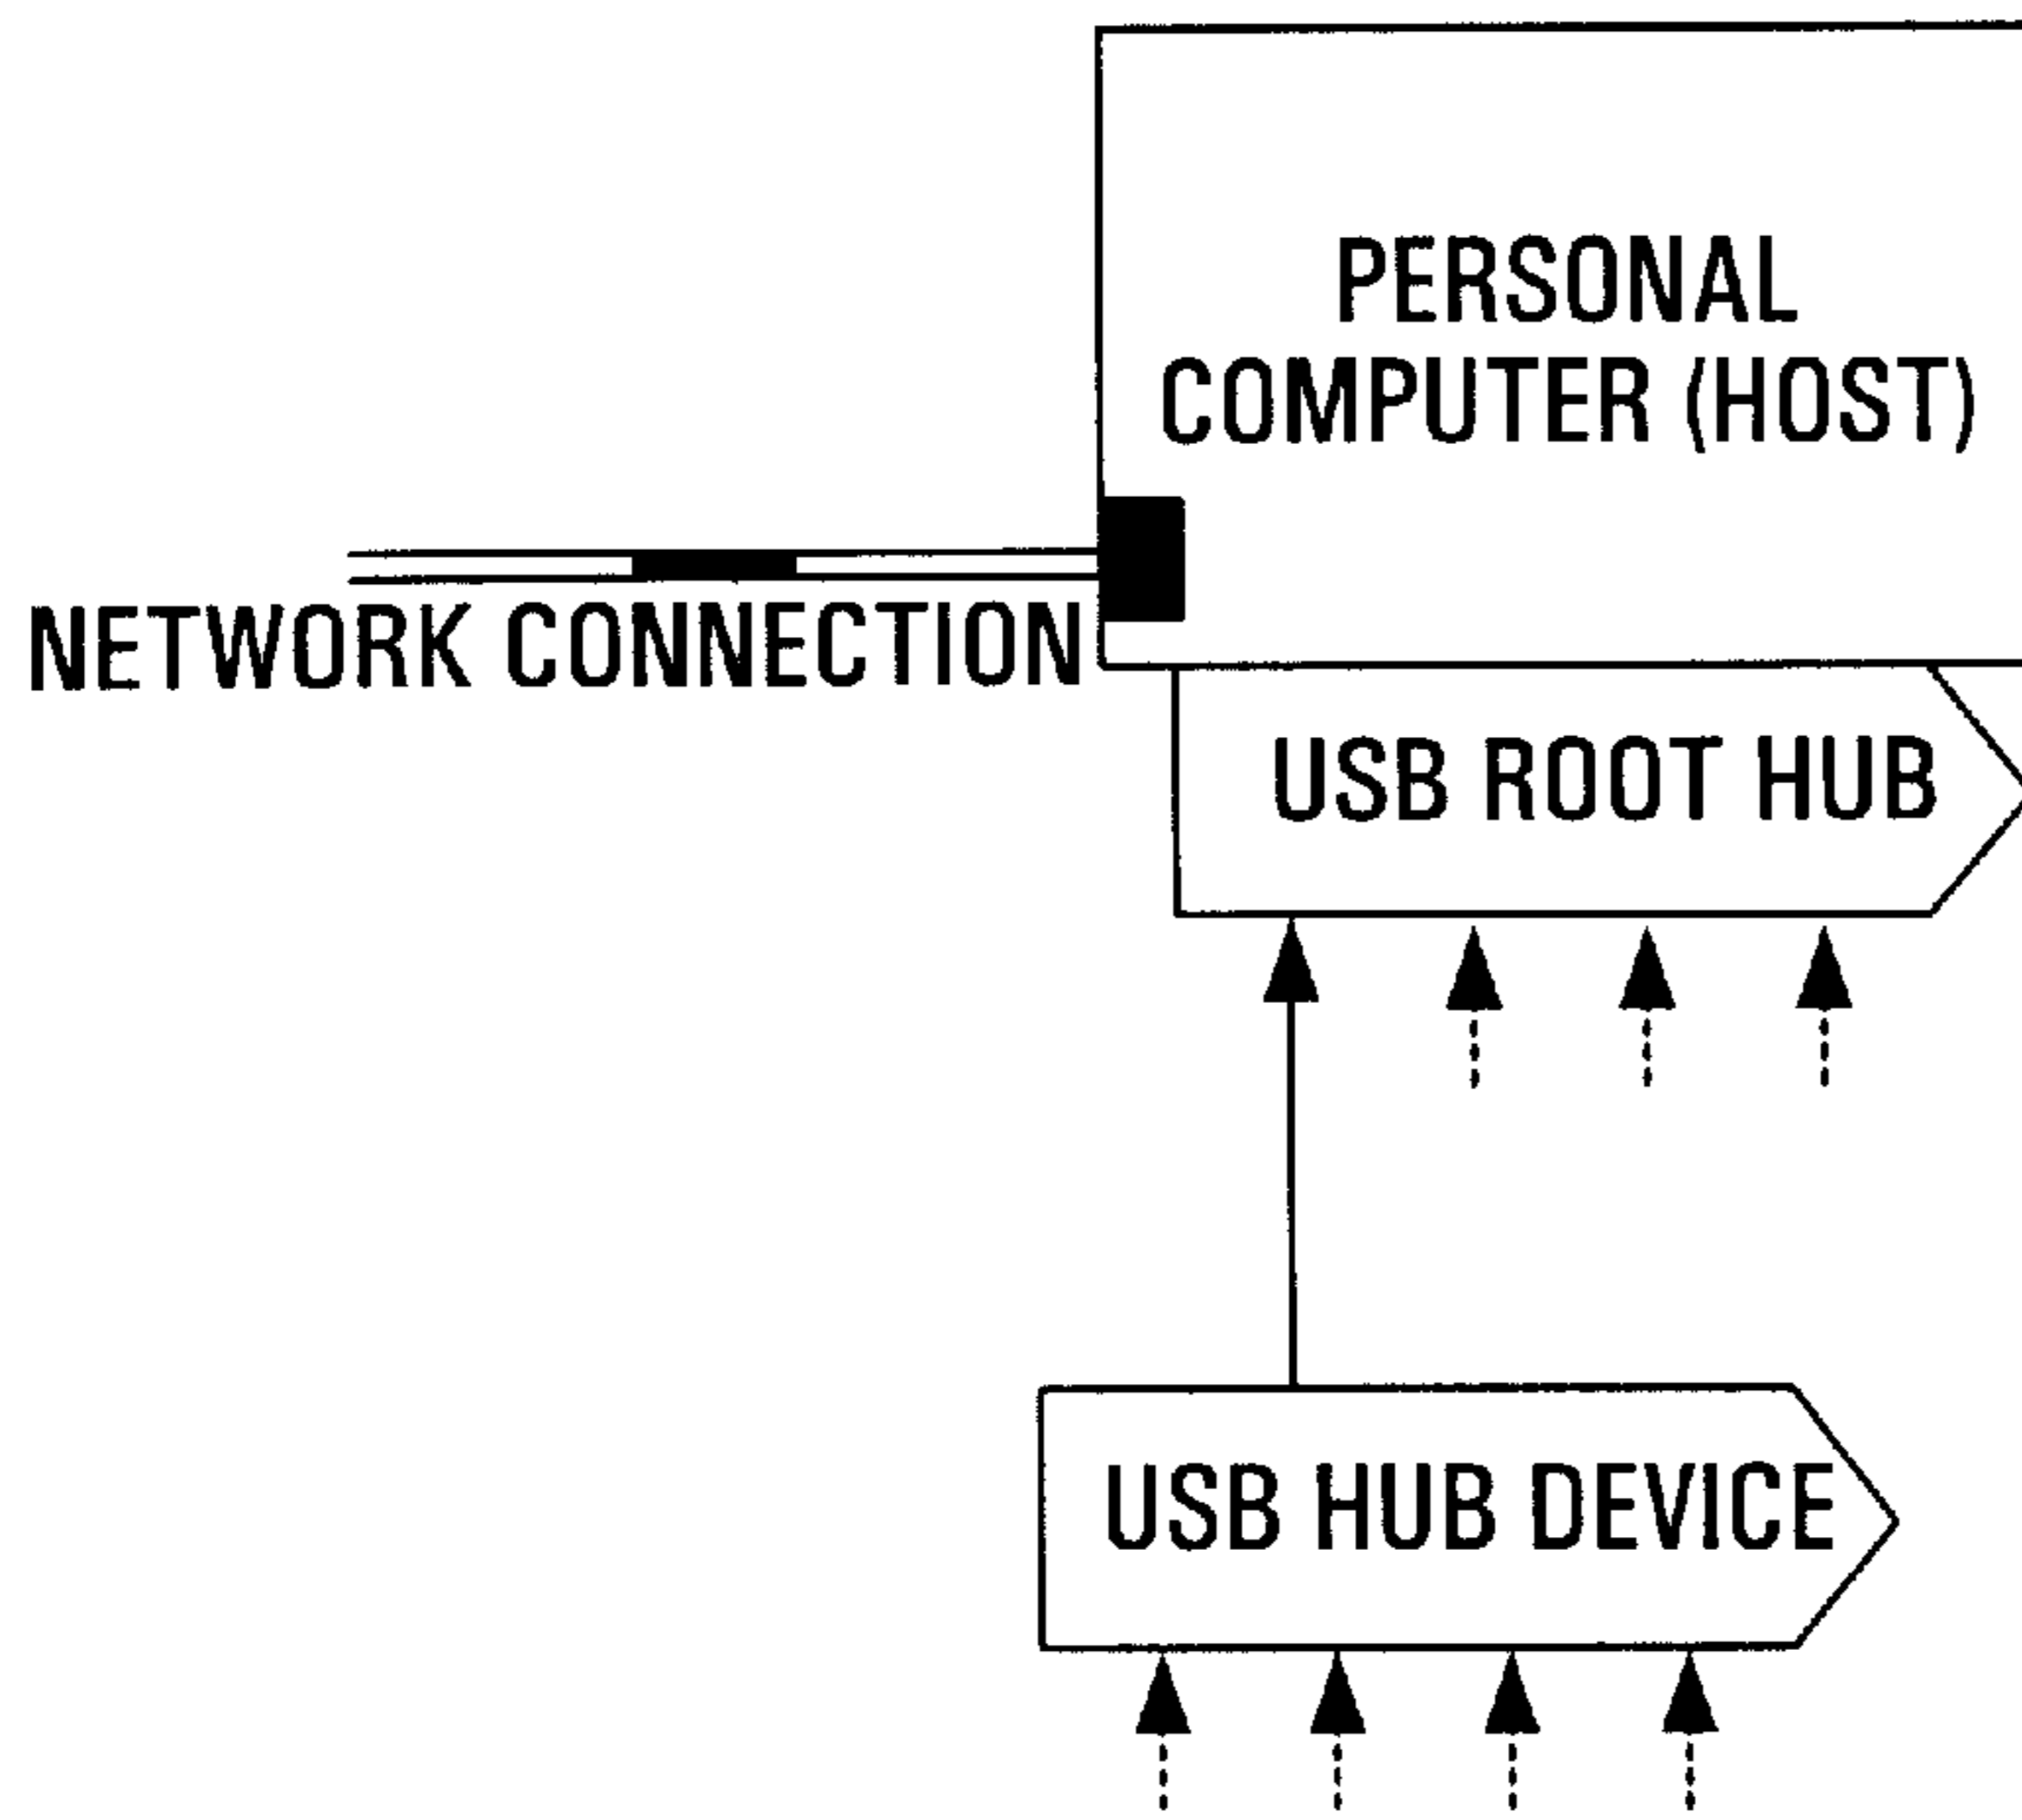 PERSONAL
COMPUTER (HOST)
NETWORK CONNECTION
USB ROOT HUB
USB HUB DEVICE